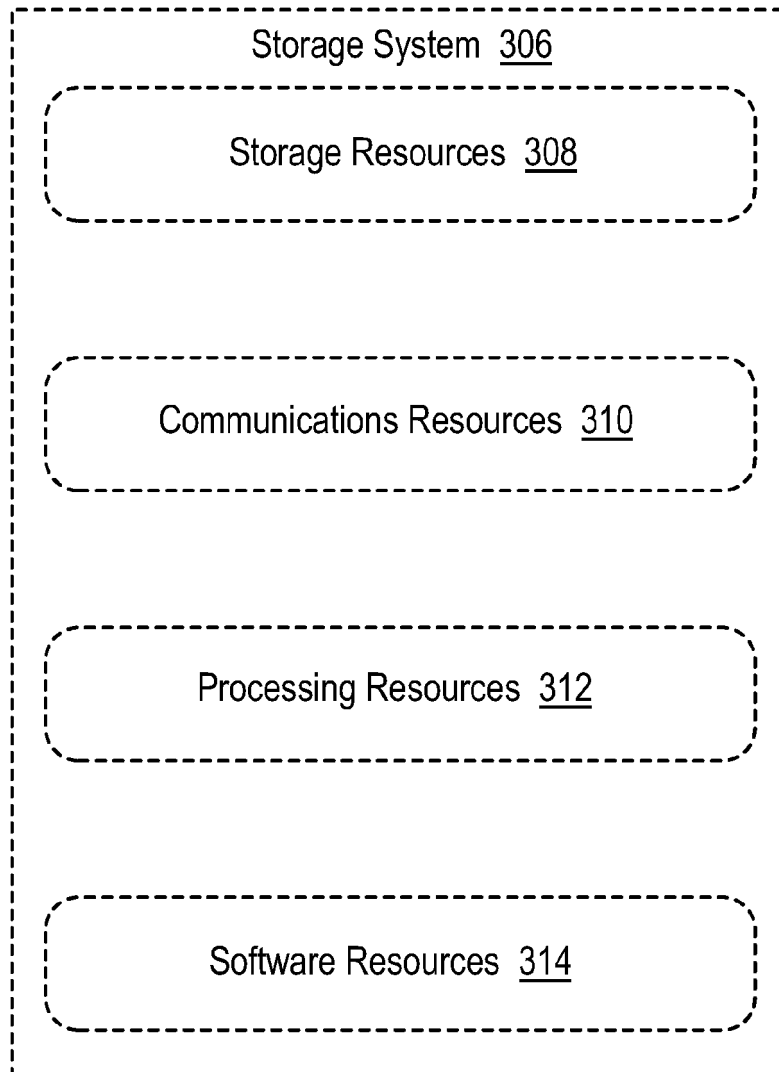 Storage System 306
Storage Resources 308
Communications Resources 310
Processing Resources 312
Software Resources 314